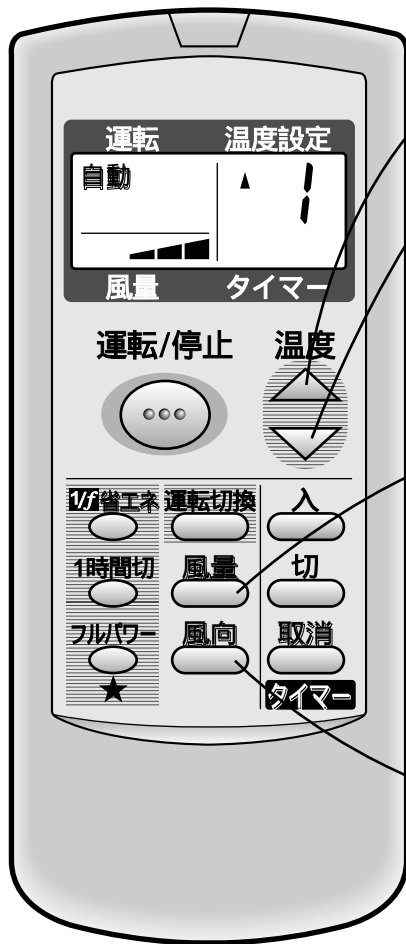 運転 温度設定
自動 ▲ 1
風量 タイマー
運転/停止 温度
1/f 省エネ 運転切換 入
1時間切 風量 切
フルパワー 風向 取消
★ タイマー